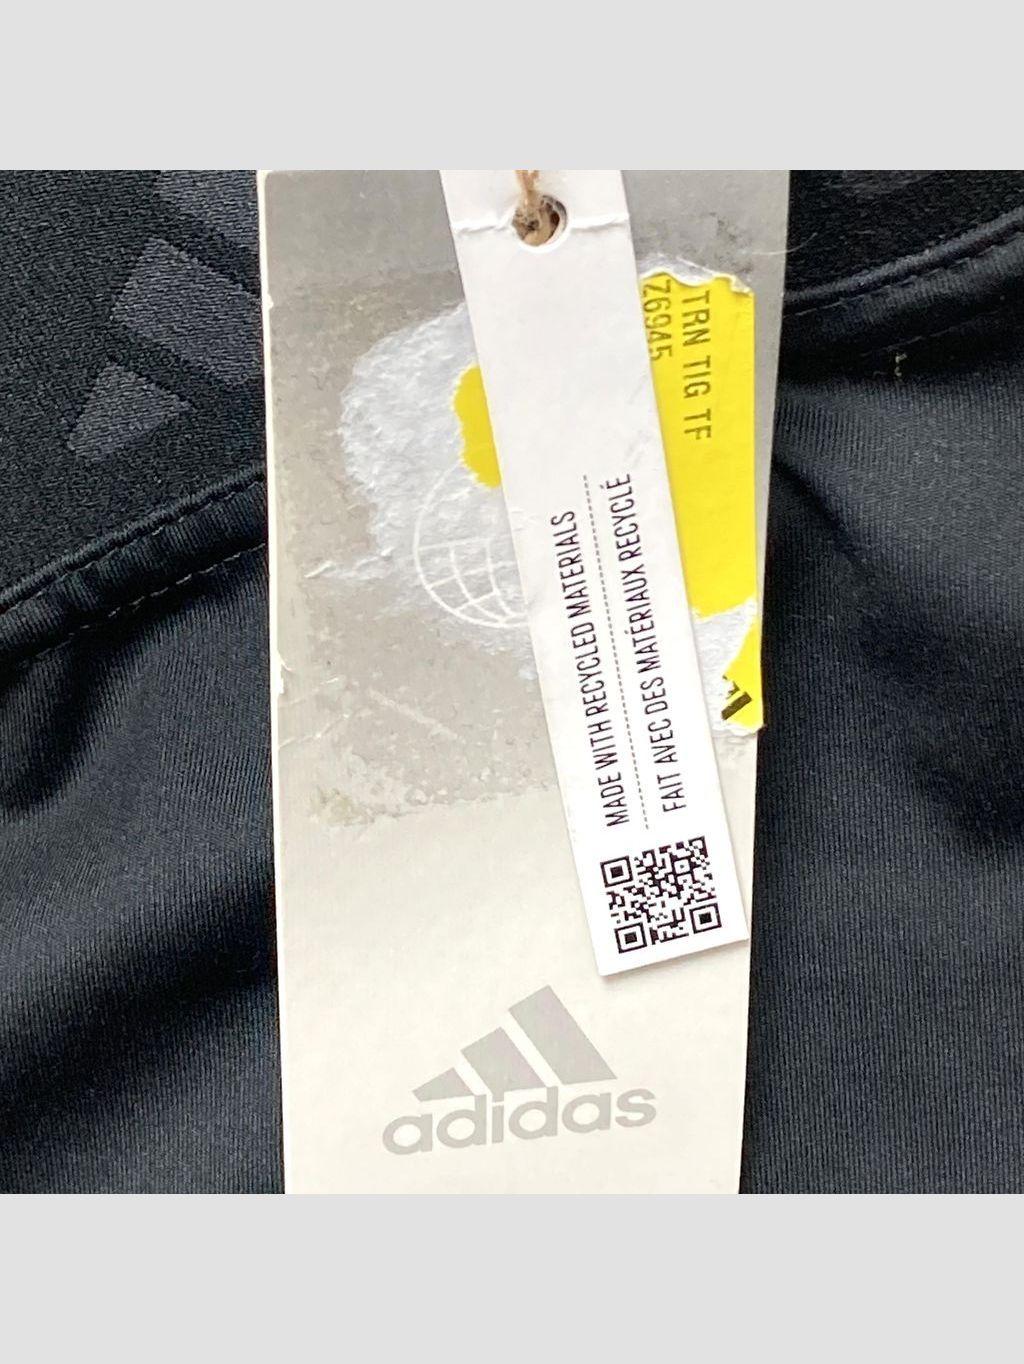 TRN TIG TF
Z6945
MADE WITH RECYCLED MATERIALS
FAIT AVEC DES MATÉRIAUX RECYCLÉ
adidas